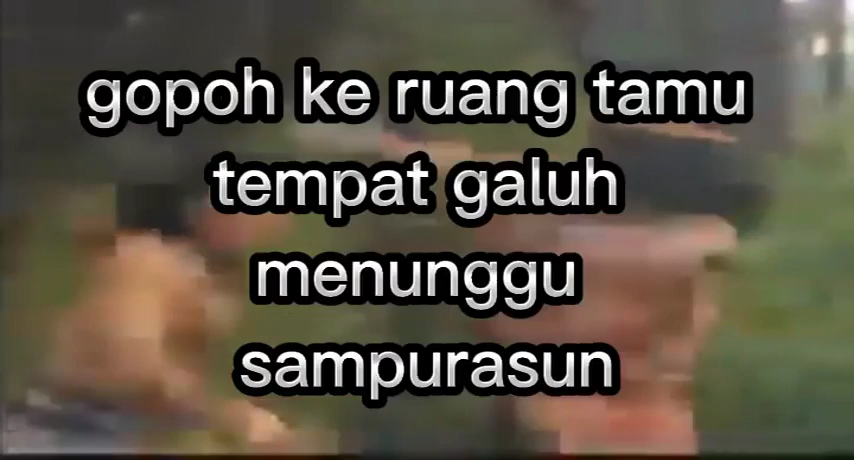 gopoh ke ruang tamu
tempat galuh
menunggu
sampurasun